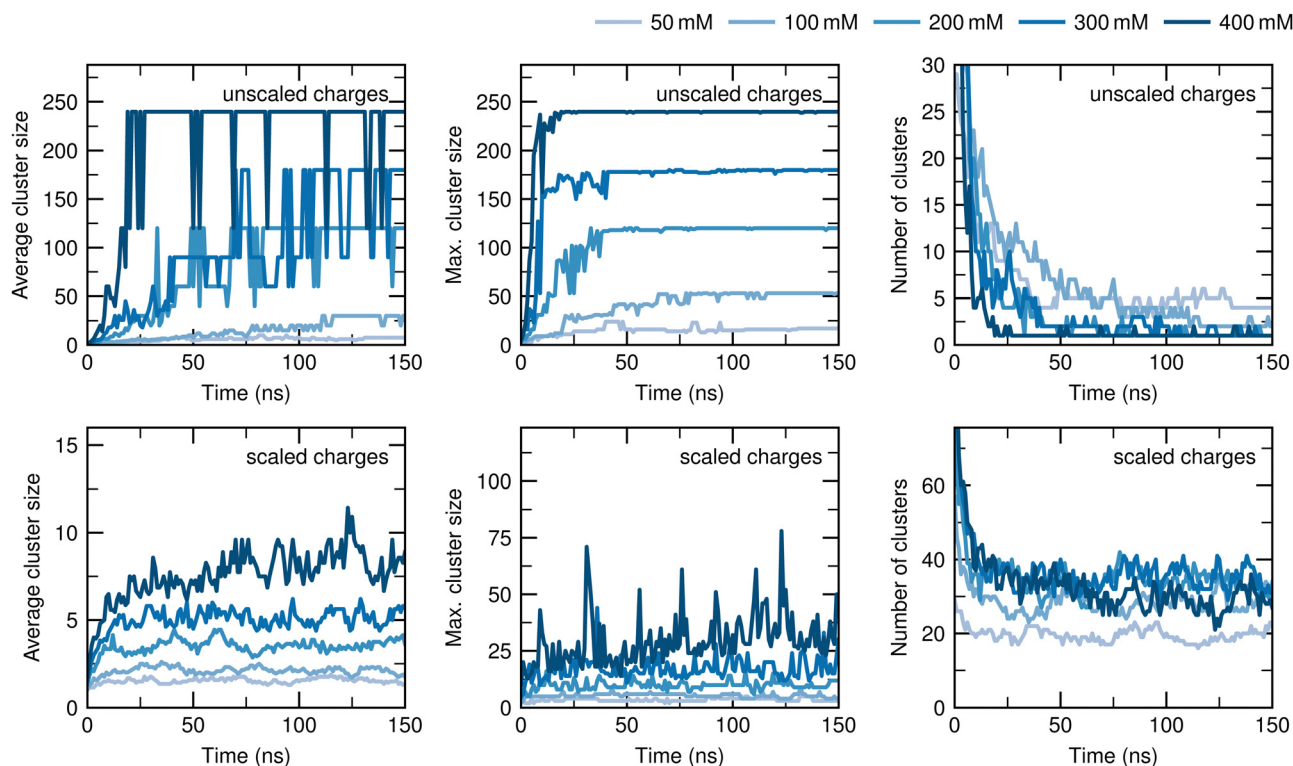 50 mM 100 mM 200 mM 300 mM 400 mM
unscaled charges
Average cluster size
250
200
150
100
50
0
0 50 100 150
Time (ns)
unscaled charges
Max. cluster size
250
200
150
100
50
0
0 50 100 150
Time (ns)
unscaled charges
Number of clusters
30
25
20
15
10
5
0
0 50 100 150
Time (ns)
scaled charges
Average cluster size
15
10
5
0
0 50 100 150
Time (ns)
scaled charges
Max. cluster size
100
75
50
25
0
0 50 100 150
Time (ns)
scaled charges
Number of clusters
60
40
20
0
0 50 100 150
Time (ns)